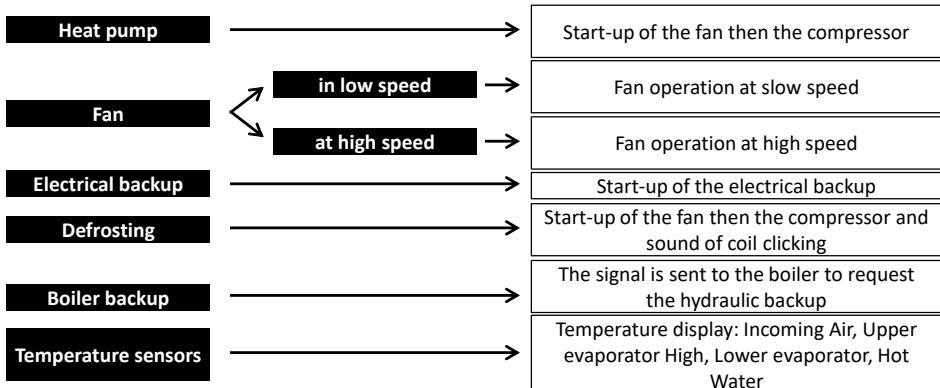 Heat pump
Start-up of the fan then the compressor
Fan
in low speed
Fan operation at slow speed
at high speed
Fan operation at high speed
Electrical backup
Start-up of the electrical backup
Defrosting
Start-up of the fan then the compressor and
sound of coil clicking
Boiler backup
The signal is sent to the boiler to request
the hydraulic backup
Temperature sensors
Temperature display: Incoming Air, Upper
evaporator High, Lower evaporator, Hot
Water